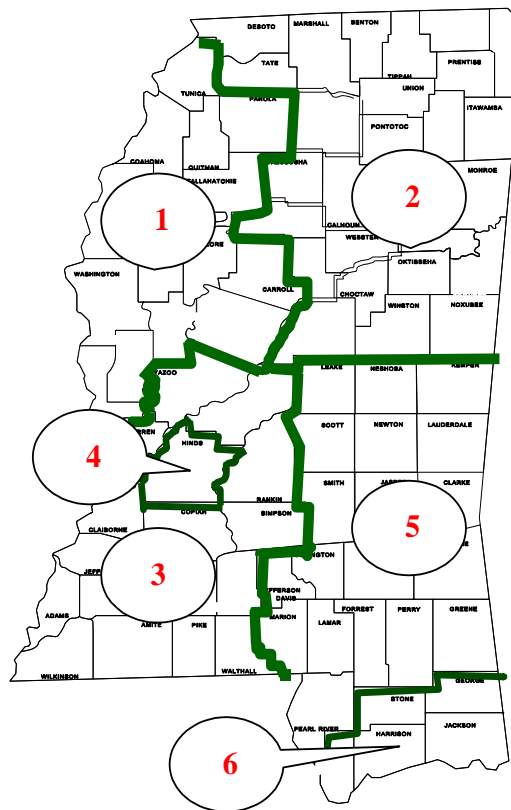 DESOTO
MARSHALL
BENTON
TATE
TIPPAH
PRENTISS
TUNICA
PANOLA
UNION
ITAWAMBA
PONTOTOC
COAHOMA
QUITMAN
MONROE
TALLAHATCHIE
1
2
CALHOUN
WEBSTER
WASHINGTON
OKTIBBEHA
CARROLL
CHOCTAW
WINSTON
NOXUBEE
YAZOO
LEAKE
NESHOBA
KEMPER
SCOTT
NEWTON
LAUDERDALE
HINDS
4
SMITH
CLARKE
RANKIN
SIMPSON
COPIAH
CLAIBORNE
5
3
DAVIS
ADAMS
AMITE
PIKE
MARION
LAMAR
FORREST
PERRY
GREENE
WILKINSON
WALTHALL
GEORGE
STONE
PEARL RIVER
HARRISON
JACKSON
6